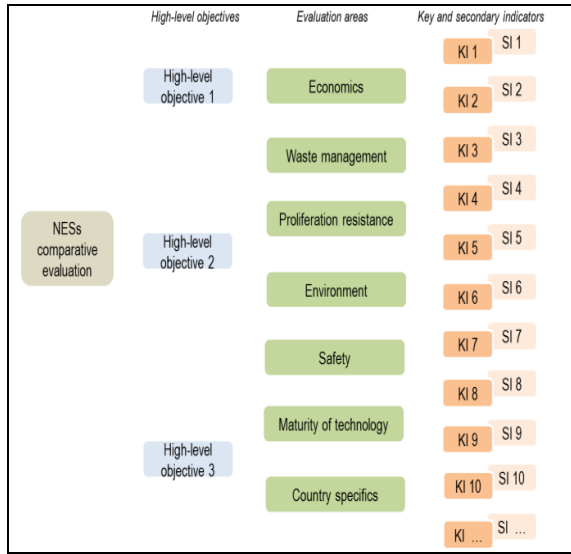 High-level objectives
Evaluation areas
Key and secondary indicators
NESs
comparative
evaluation
High-level
objective 1
High-level
objective 2
High-level
objective 3
Economics
Waste management
Proliferation resistance
Environment
Safety
Maturity of technology
Country specifics
KI 1
SI 1
KI 2
SI 2
KI 3
SI 3
KI 4
SI 4
KI 5
SI 5
KI 6
SI 6
KI 7
SI 7
KI 8
SI 8
KI 9
SI 9
KI 10
SI 10
KI ...
SI ...